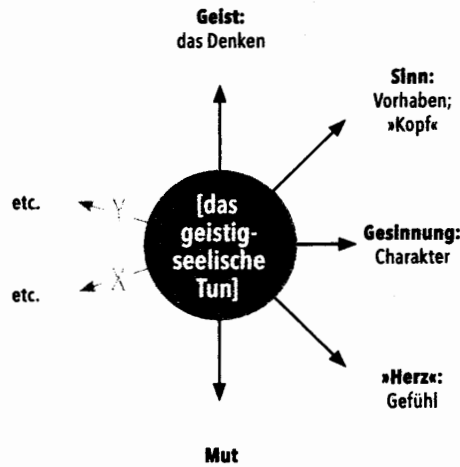 Geist:
das Denken
Sinn:
Vorhaben;
»Kopf«
etc.
Y
[das
geistig-
seelische
Tun]
Gesinnung:
Charakter
X
etc.
»Herz«:
Gefühl
Mut